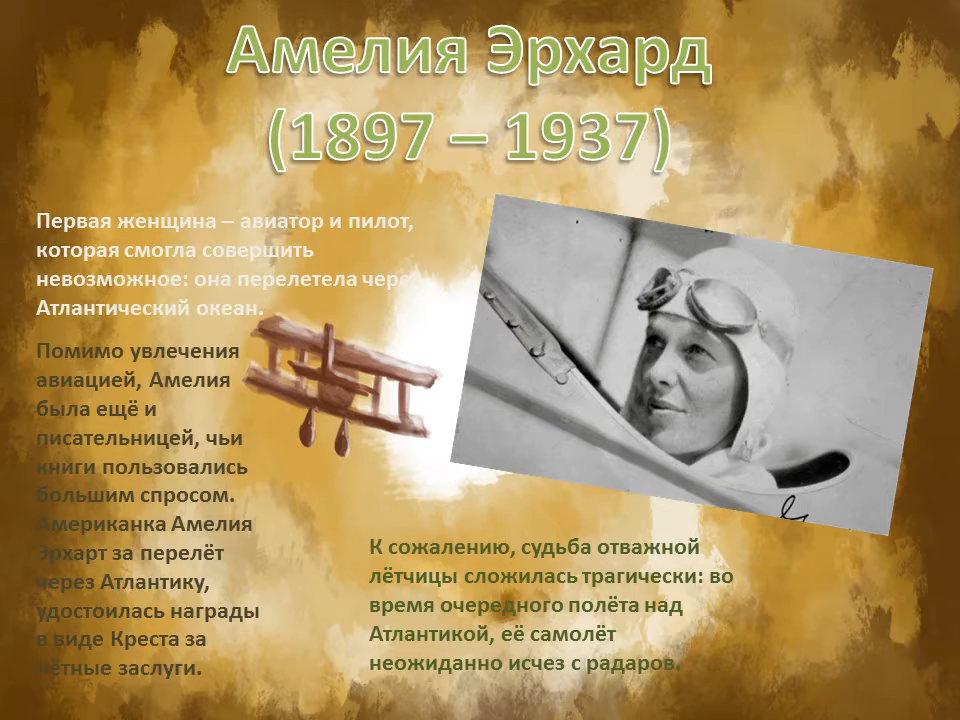 Амелия Эрхард
(1897 – 1937)
Первая женщина – авиатор и пилот,
которая смогла совершить
невозможное: она перелетела через
Атлантический океан.
Помимо увлечения
авиацией, Амелия
была ещё и
писательницей, чьи
книги пользовались
большим спросом.
Американка Амелия
Эрхарт за перелёт
через Атлантику,
удостоилась награды
в виде Креста за
лётные заслуги.
К сожалению, судьба отважной
лётчицы сложилась трагически: во
время очередного полёта над
Атлантикой, её самолёт
неожиданно исчез с радаров.